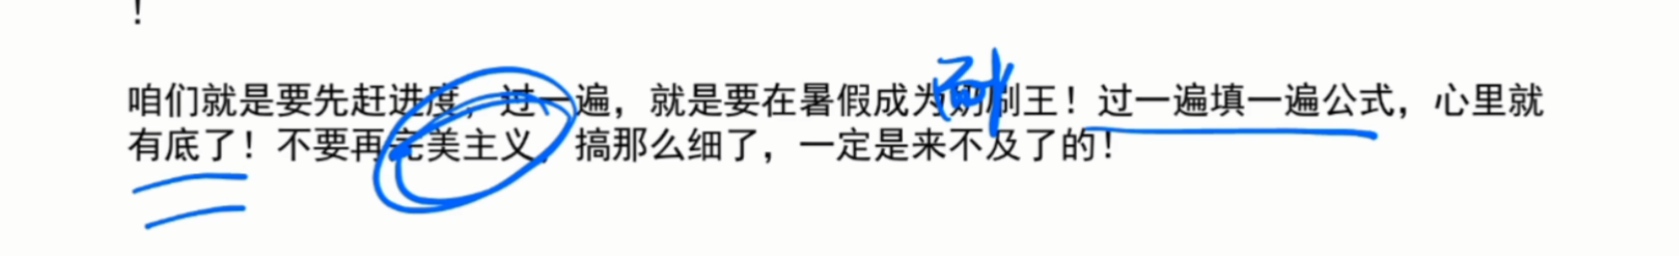 ！
咱们就是要先赶进度，过一遍，就是要在暑假成为刷王！过一遍填一遍公式，心里就
有底了！不要再完美主义，搞那么细了，一定是来不及了的！
耐